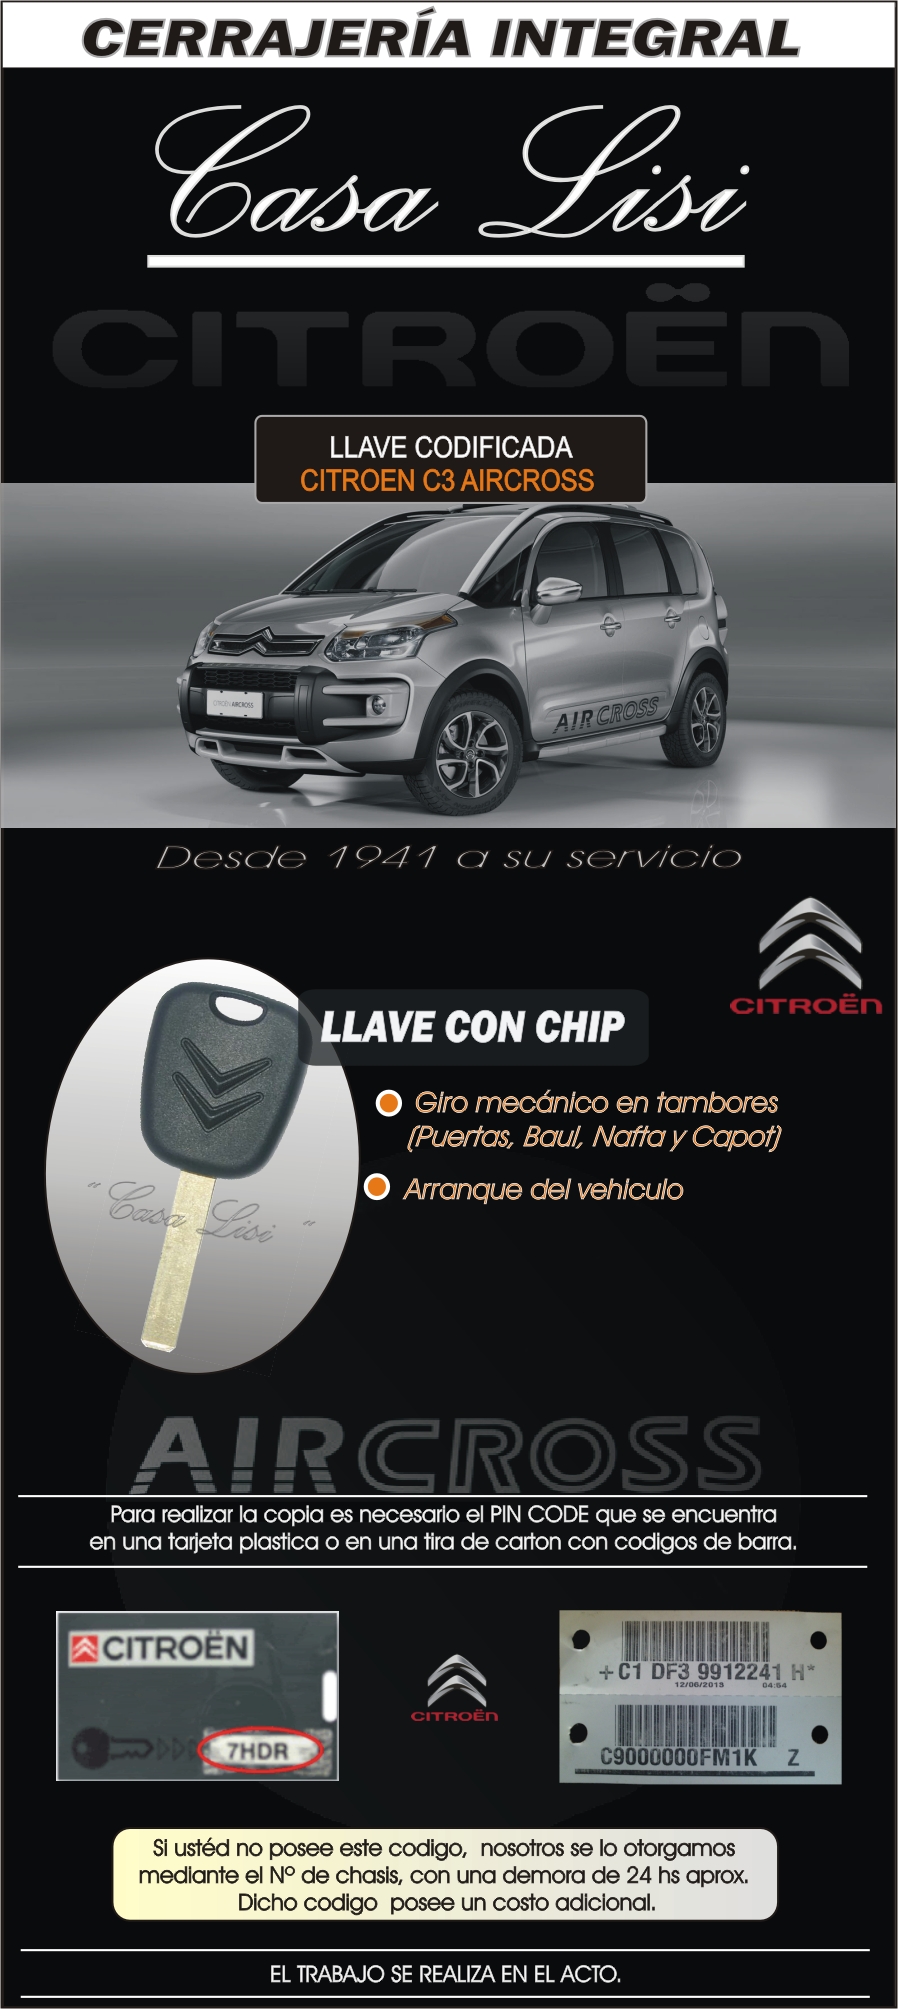 CERRAJERÍA INTEGRAL
Casa Lisi
CITROËN
LLAVE CODIFICADA
CITROEN C3 AIRCROSS
CITROËN AIRCROSS
AIRCROSS
Desde 1941 a su servicio
CITROËN
LLAVE CON CHIP
Giro mecánico en tambores
(Puertas, Baul, Nafta y Capot)
Arranque del vehiculo
"Casa Lisi"
AIRCROSS
Para realizar la copia es necesario el PIN CODE que se encuentra
en una tarjeta plastica o en una tira de carton con codigos de barra.
CITROËN
7HDR
CITROËN
+C1 DF3 9912241 H*
12/06/2013 04:54
C9000000FM1K Z
Si ustéd no posee este codigo, nosotros se lo otorgamos
mediante el Nº de chasis, con una demora de 24 hs aprox.
Dicho codigo posee un costo adicional.
EL TRABAJO SE REALIZA EN EL ACTO.